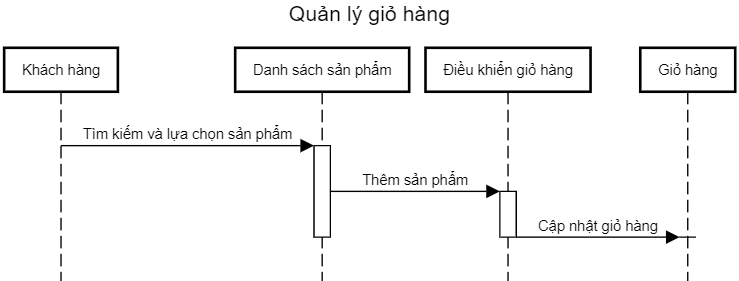 Quản lý giỏ hàng
Khách hàng
Danh sách sản phẩm
Điều khiển giỏ hàng
Giỏ hàng
Tìm kiếm và lựa chọn sản phẩm
Thêm sản phẩm
Cập nhật giỏ hàng